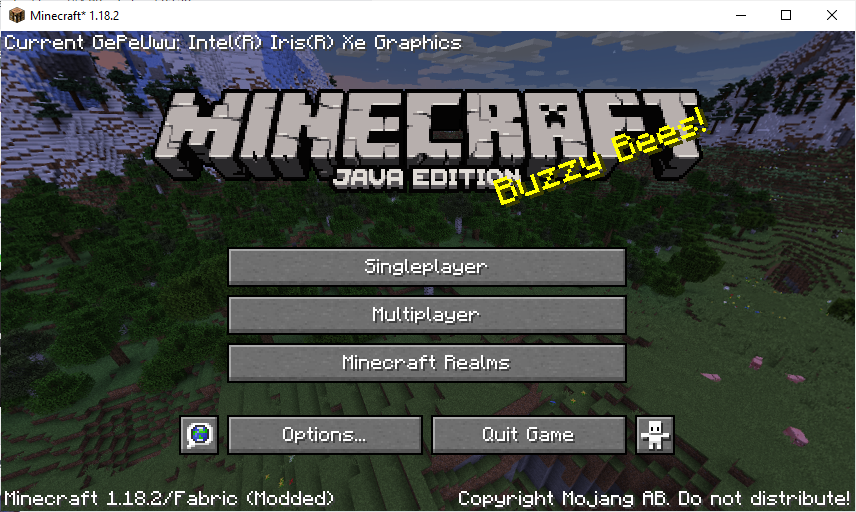 Minecraft* 1.18.2
Current GePeUwu: Intel(R) Iris(R) Xe Graphics
MINECRAFT
JAVA EDITION
Buzzy Bees!
Singleplayer
Multiplayer
Minecraft Realms
Options...
Quit Game
Minecraft 1.18.2/Fabric (Modded)
Copyright Mojang AB. Do not distribute!